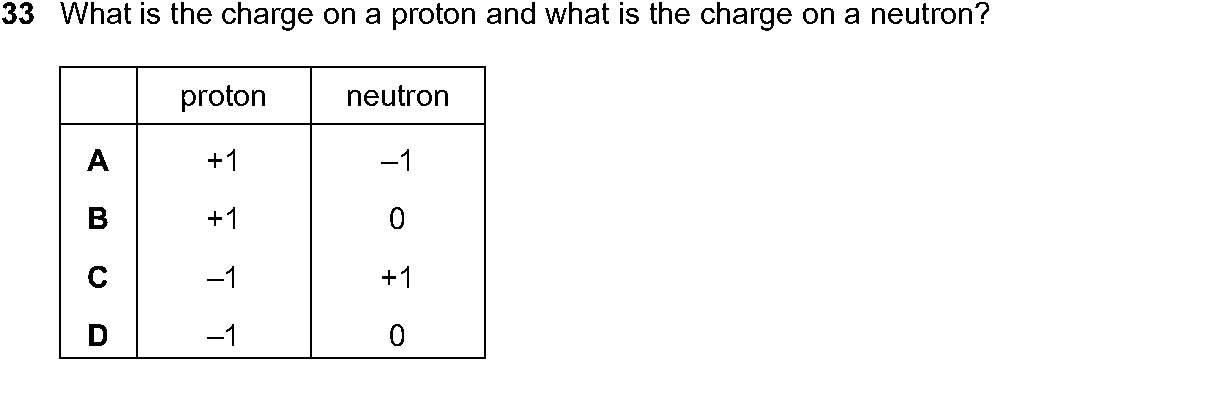 33 What is the charge on a proton and what is the charge on a neutron?
proton neutron
A +1 –1
B +1 0
C –1 +1
D –1 0